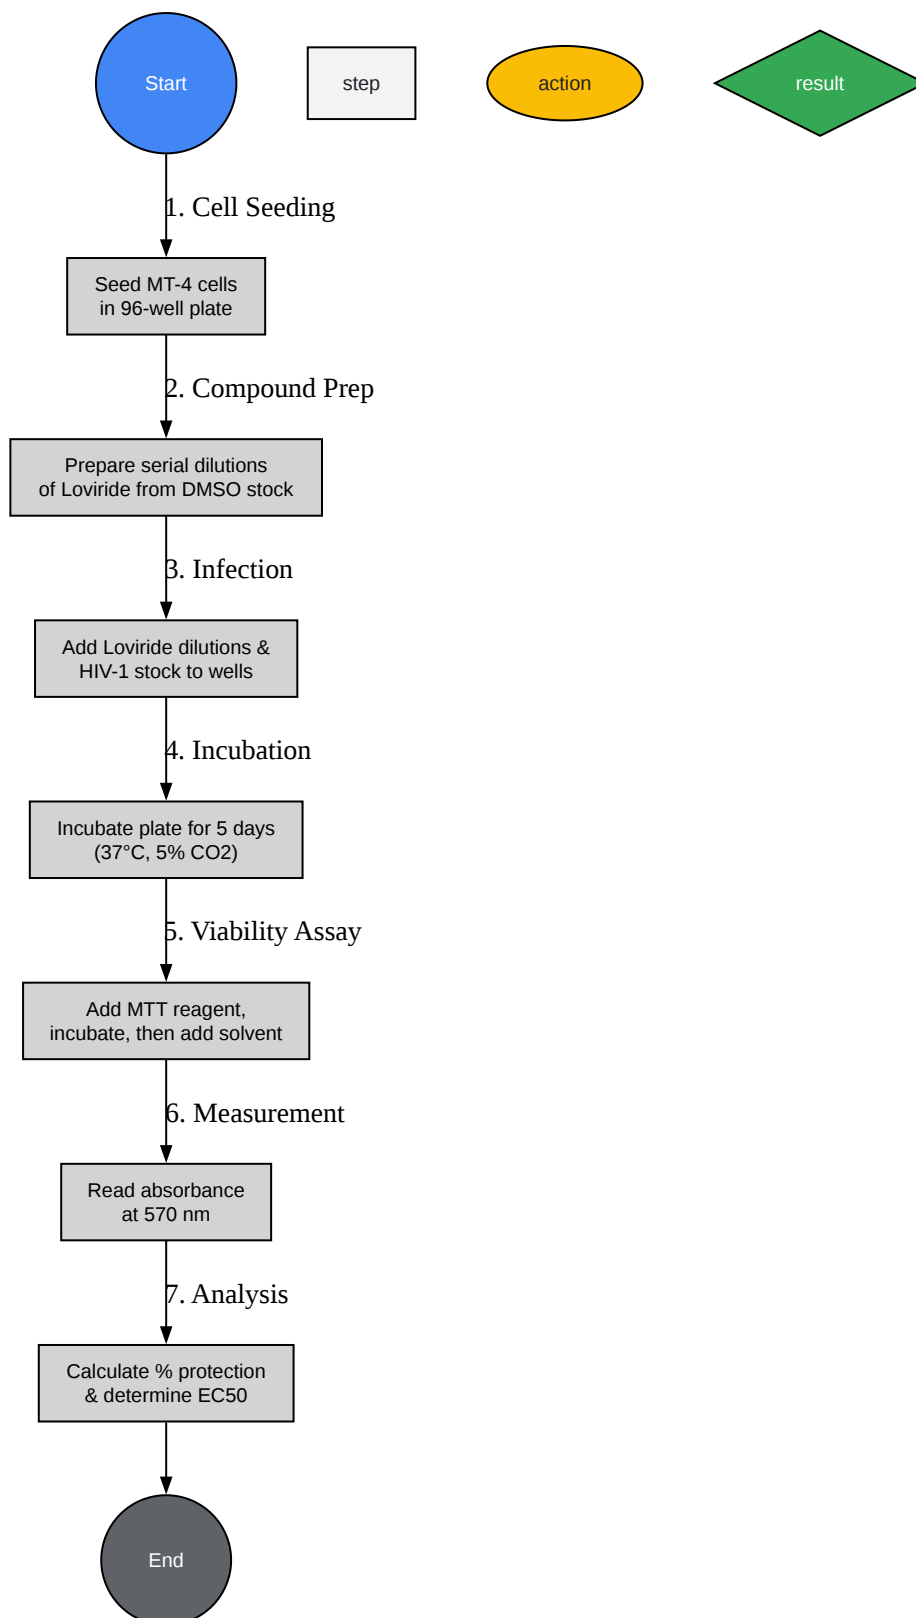 Start
step
action
result
1. Cell Seeding
Seed MT-4 cells
in 96-well plate
2. Compound Prep
Prepare serial dilutions
of Loviride from DMSO stock
3. Infection
Add Loviride dilutions &
HIV-1 stock to wells
4. Incubation
Incubate plate for 5 days
(37°C, 5% CO2)
5. Viability Assay
Add MTT reagent,
incubate, then add solvent
6. Measurement
Read absorbance
at 570 nm
7. Analysis
Calculate % protection
& determine EC50
End